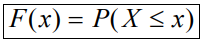 F(x) = P(X ≤ x)